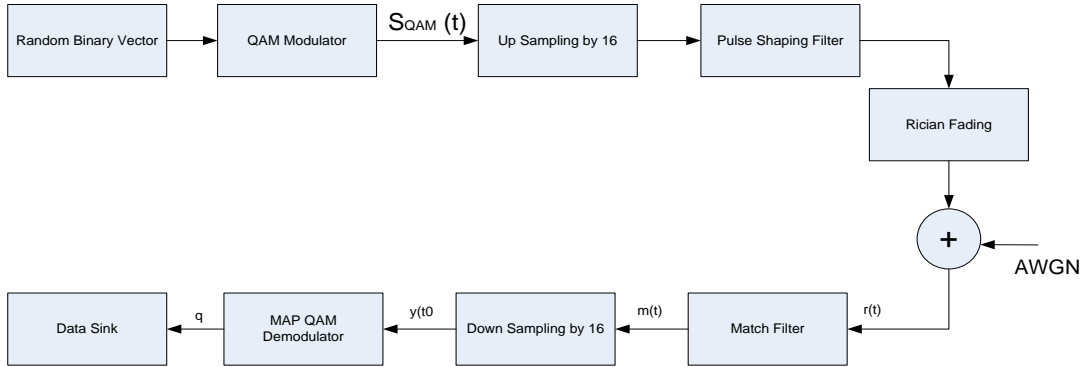 Random Binary Vector
QAM Modulator
SQAM (t)
Up Sampling by 16
Pulse Shaping Filter
Rician Fading
+
AWGN
r(t)
Match Filter
m(t)
Down Sampling by 16
y(t0
MAP QAM
Demodulator
q
Data Sink